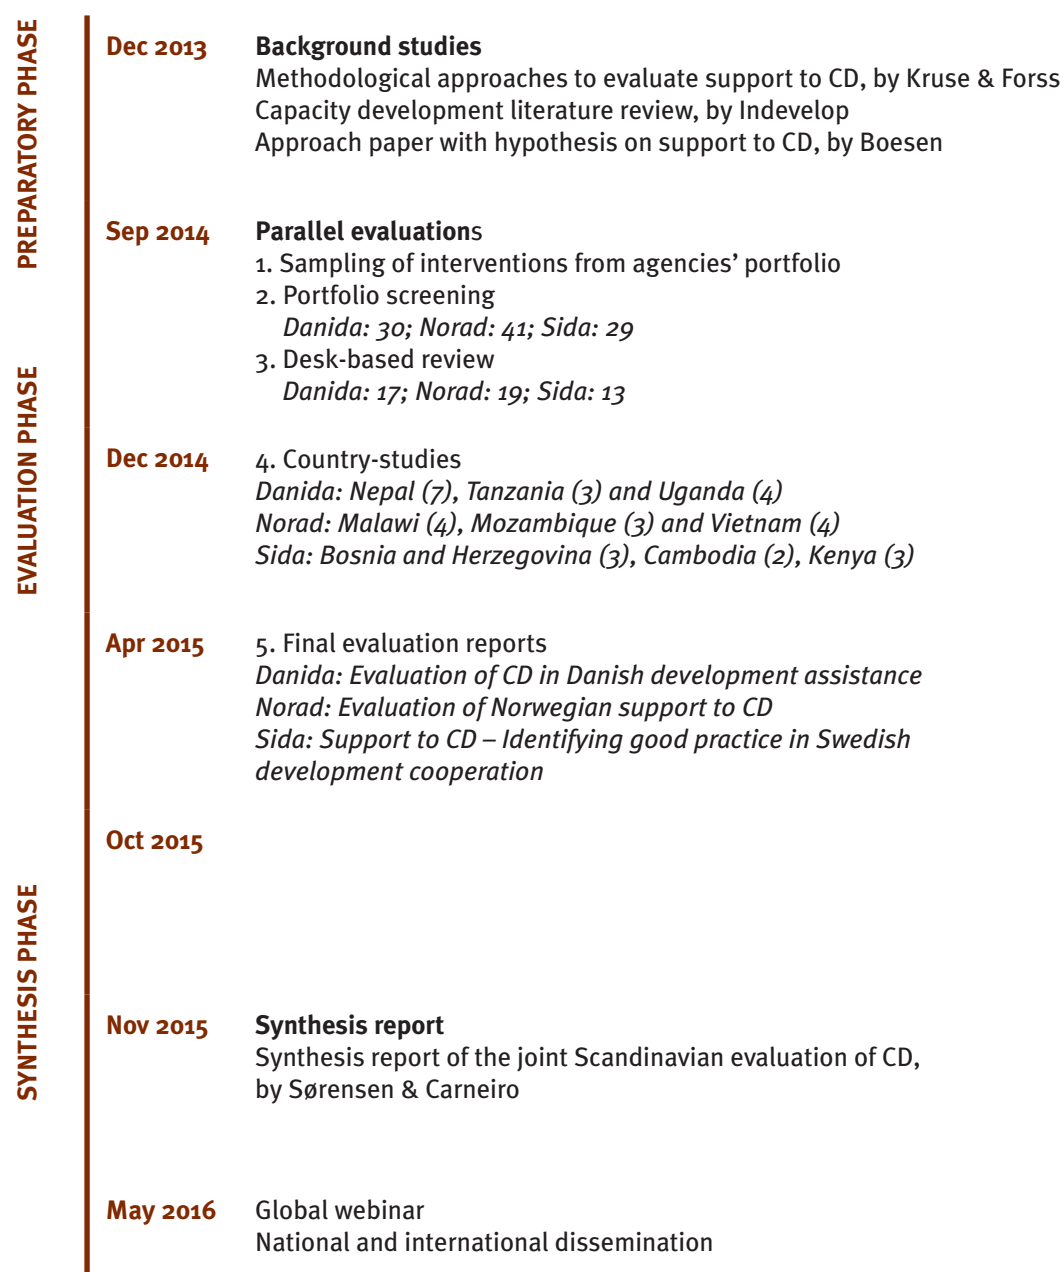 PREPARATORY PHASE
Dec 2013
Background studies
Methodological approaches to evaluate support to CD, by Kruse & Forss
Capacity development literature review, by Indevelop
Approach paper with hypothesis on support to CD, by Boesen
Sep 2014
Parallel evaluations
1. Sampling of interventions from agencies’ portfolio
2. Portfolio screening
Danida: 30; Norad: 41; Sida: 29
3. Desk-based review
Danida: 17; Norad: 19; Sida: 13
EVALUATION PHASE
Dec 2014
4. Country-studies
Danida: Nepal (7), Tanzania (3) and Uganda (4)
Norad: Malawi (4), Mozambique (3) and Vietnam (4)
Sida: Bosnia and Herzegovina (3), Cambodia (2), Kenya (3)
Apr 2015
5. Final evaluation reports
Danida: Evaluation of CD in Danish development assistance
Norad: Evaluation of Norwegian support to CD
Sida: Support to CD – Identifying good practice in Swedish
development cooperation
Oct 2015
SYNTHESIS PHASE
Nov 2015
Synthesis report
Synthesis report of the joint Scandinavian evaluation of CD,
by Sørensen & Carneiro
May 2016
Global webinar
National and international dissemination